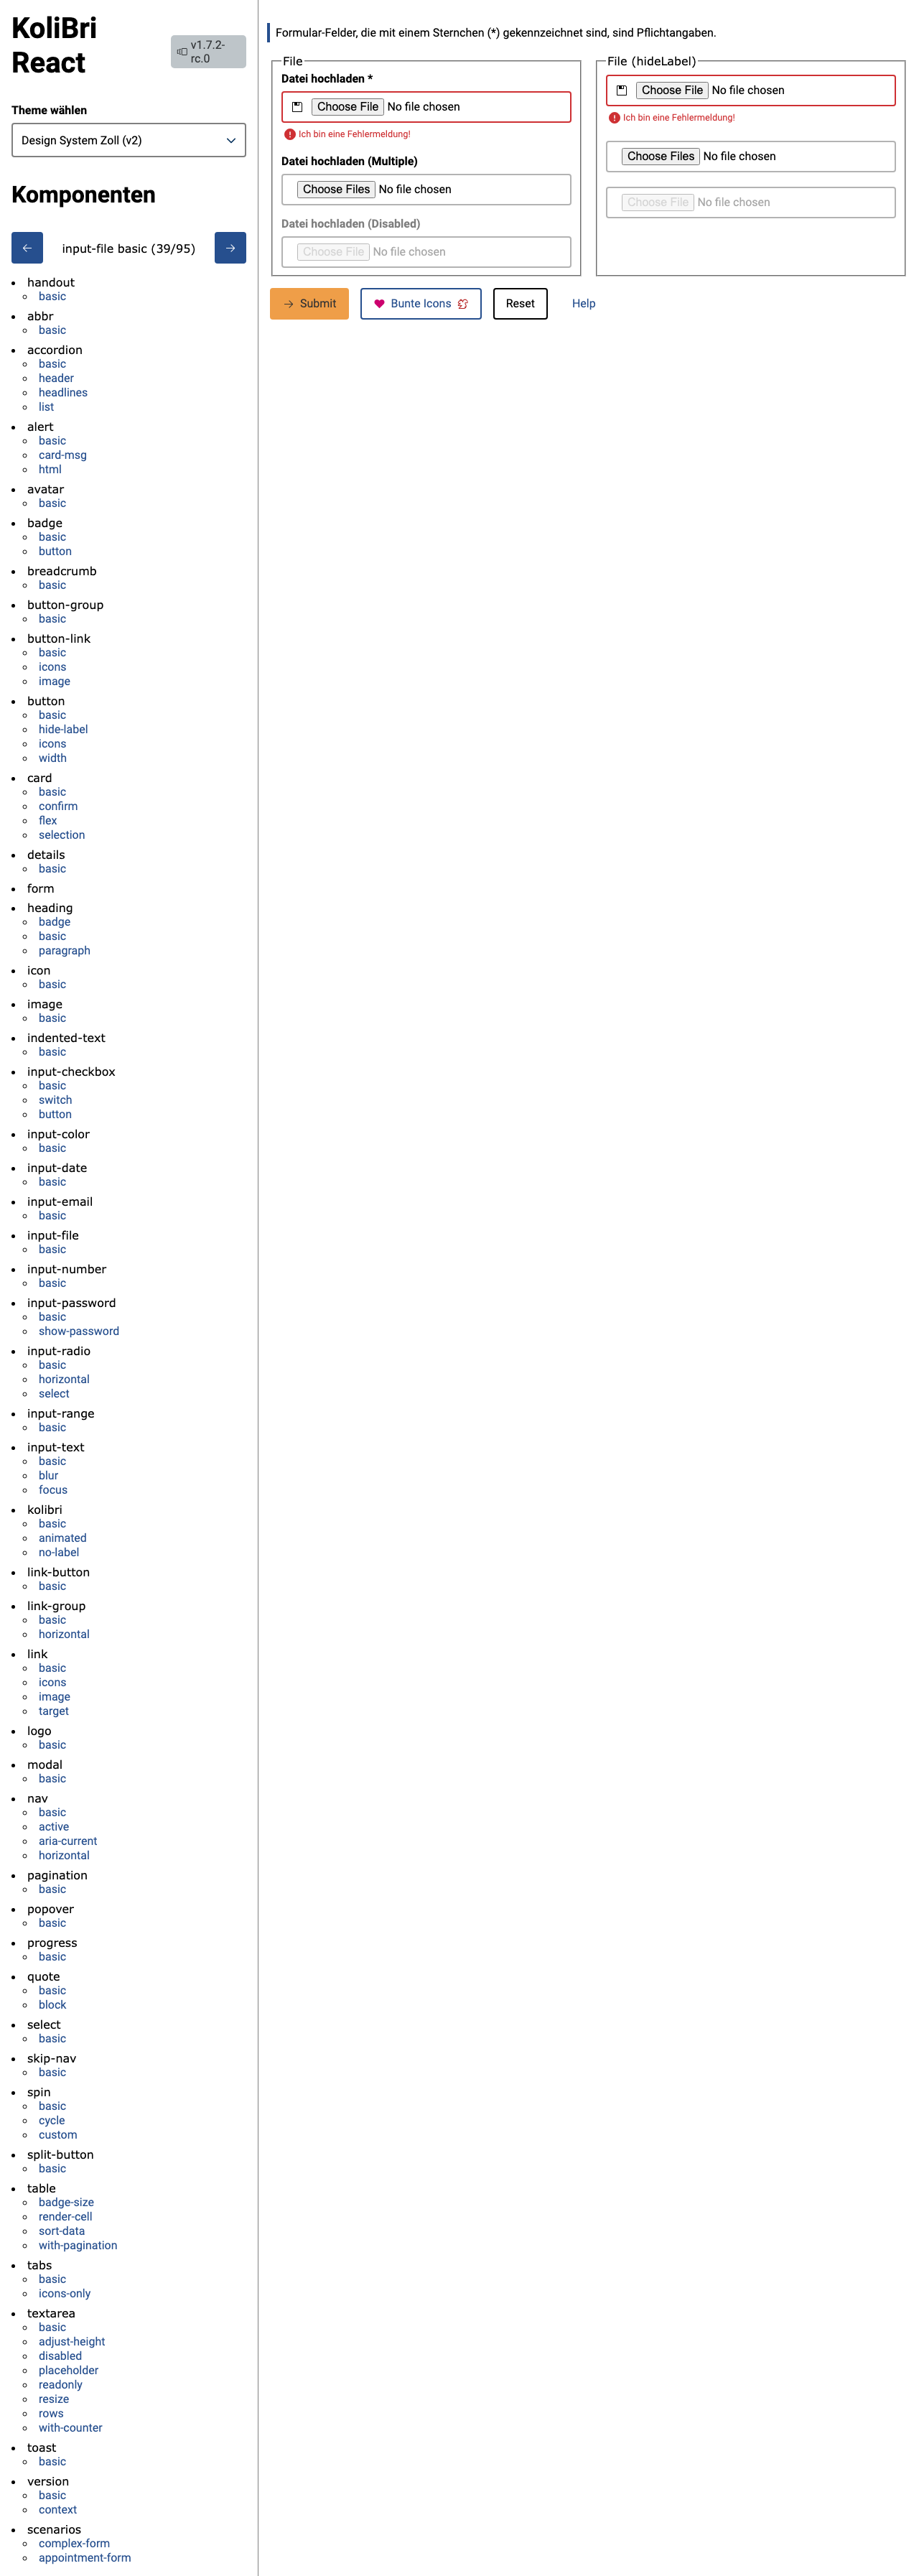 KoliBri
React
v1.7.2-
rc.0
Theme wählen
Design System Zoll (v2)
Komponenten
input-file basic (39/95)
handout
basic
abbr
basic
accordion
basic
header
headlines
list
alert
basic
card-msg
html
avatar
basic
badge
basic
button
breadcrumb
basic
button-group
basic
button-link
basic
icons
image
button
basic
hide-label
icons
width
card
basic
confirm
flex
selection
details
basic
form
heading
badge
basic
paragraph
icon
basic
image
basic
indented-text
basic
input-checkbox
basic
switch
button
input-color
basic
input-date
basic
input-email
basic
input-file
basic
input-number
basic
input-password
basic
show-password
input-radio
basic
horizontal
select
input-range
basic
input-text
basic
blur
focus
kolibri
basic
animated
no-label
link-button
basic
link-group
basic
horizontal
link
basic
icons
image
target
logo
basic
modal
basic
nav
basic
active
aria-current
horizontal
pagination
basic
popover
basic
progress
basic
quote
basic
block
select
basic
skip-nav
basic
spin
basic
cycle
custom
split-button
basic
table
badge-size
render-cell
sort-data
with-pagination
tabs
basic
icons-only
textarea
basic
adjust-height
disabled
placeholder
readonly
resize
rows
with-counter
toast
basic
version
basic
context
scenarios
complex-form
appointment-form
Formular-Felder, die mit einem Sternchen (*) gekennzeichnet sind, sind Pflichtangaben.
File
Datei hochladen *
Choose File No file chosen
Ich bin eine Fehlermeldung!
Datei hochladen (Multiple)
Choose Files No file chosen
Datei hochladen (Disabled)
Choose File No file chosen
File (hideLabel)
Choose File No file chosen
Ich bin eine Fehlermeldung!
Choose Files No file chosen
Choose File No file chosen
Submit
Bunte Icons
Reset
Help